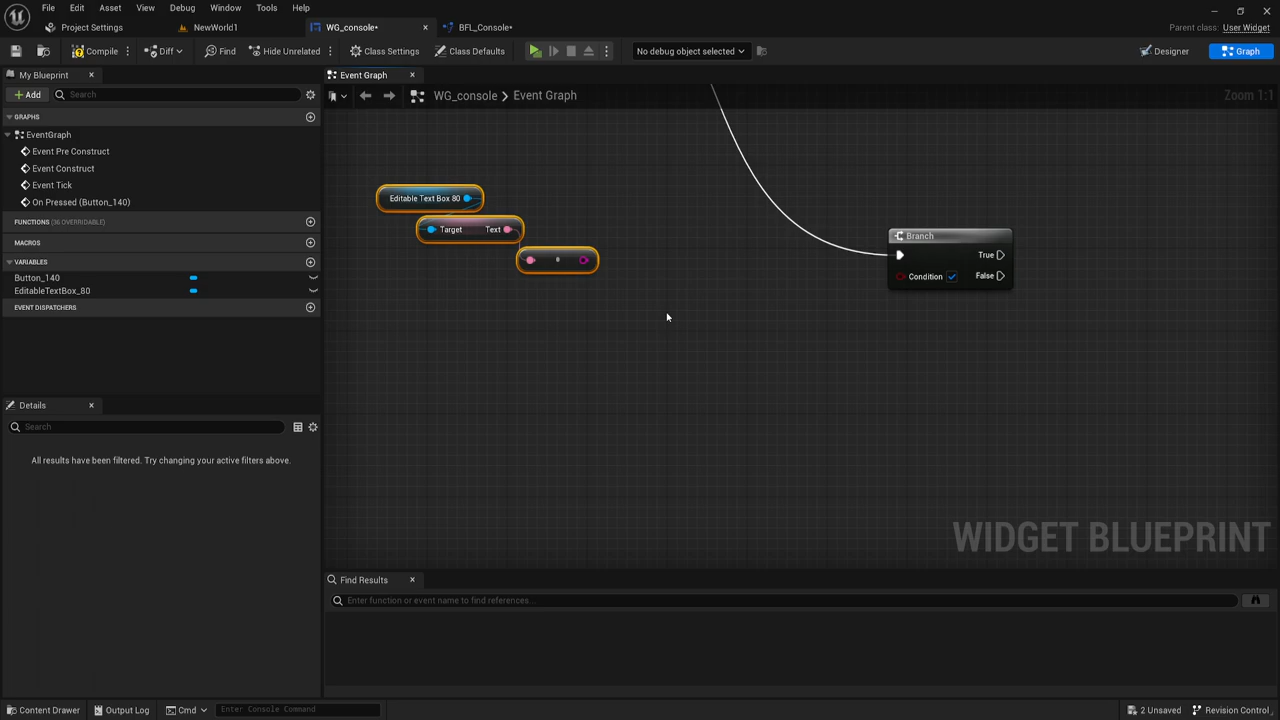 File Edit Asset View Debug Window Tools Help
Project Settings NewWorld1 WG_console* BFL_Console* Parent class: User Widget
Compile Diff Find Hide Unrelated Class Settings Class Defaults No debug object selected Designer Graph
My Blueprint Event Graph
Add Search WG_console Event Graph Zoom 1:1
GRAPHS
EventGraph
Event Pre Construct
Event Construct
Event Tick
On Pressed (Button_140)
FUNCTIONS (36 OVERRIDABLE)
MACROS
VARIABLES
Button_140
EditableTextBox_80
EVENT DISPATCHERS
Editable Text Box 80
Target Text
Branch
True
Condition False
Details
Search
All results have been filtered. Try changing your active filters above.
WIDGET BLUEPRINT
Find Results
Enter function or event name to find references...
Content Drawer Output Log Cmd Enter Console Command 2 Unsaved Revision Control